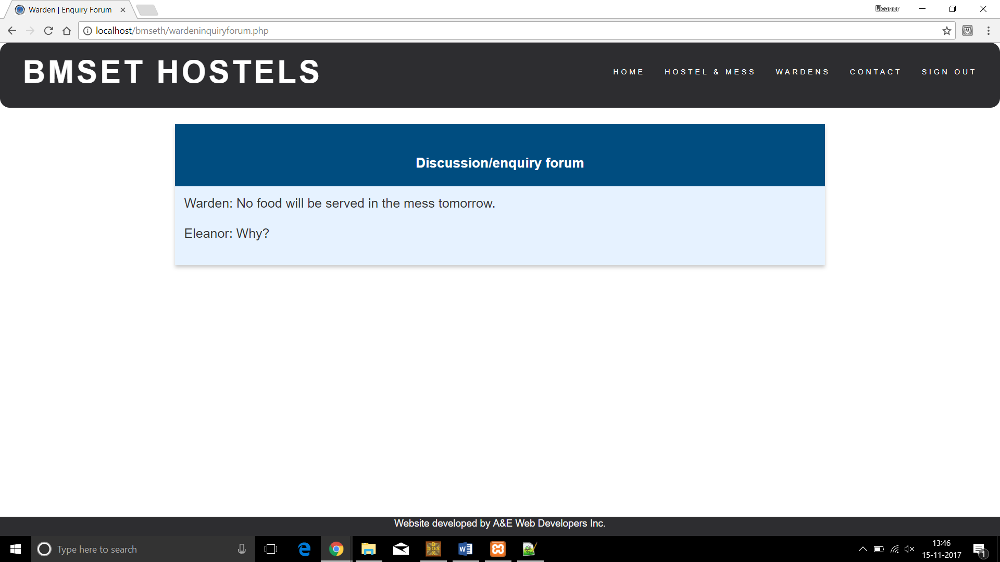 Warden | Enquiry Forum
Eleanor
localhost/bmseth/wardeninquiryforum.php
BMSET HOSTELS
HOME HOSTEL & MESS WARDENS CONTACT SIGN OUT
Discussion/enquiry forum
Warden: No food will be served in the mess tomorrow.
Eleanor: Why?
Website developed by A&E Web Developers Inc.
Type here to search
13:46
15-11-2017
1